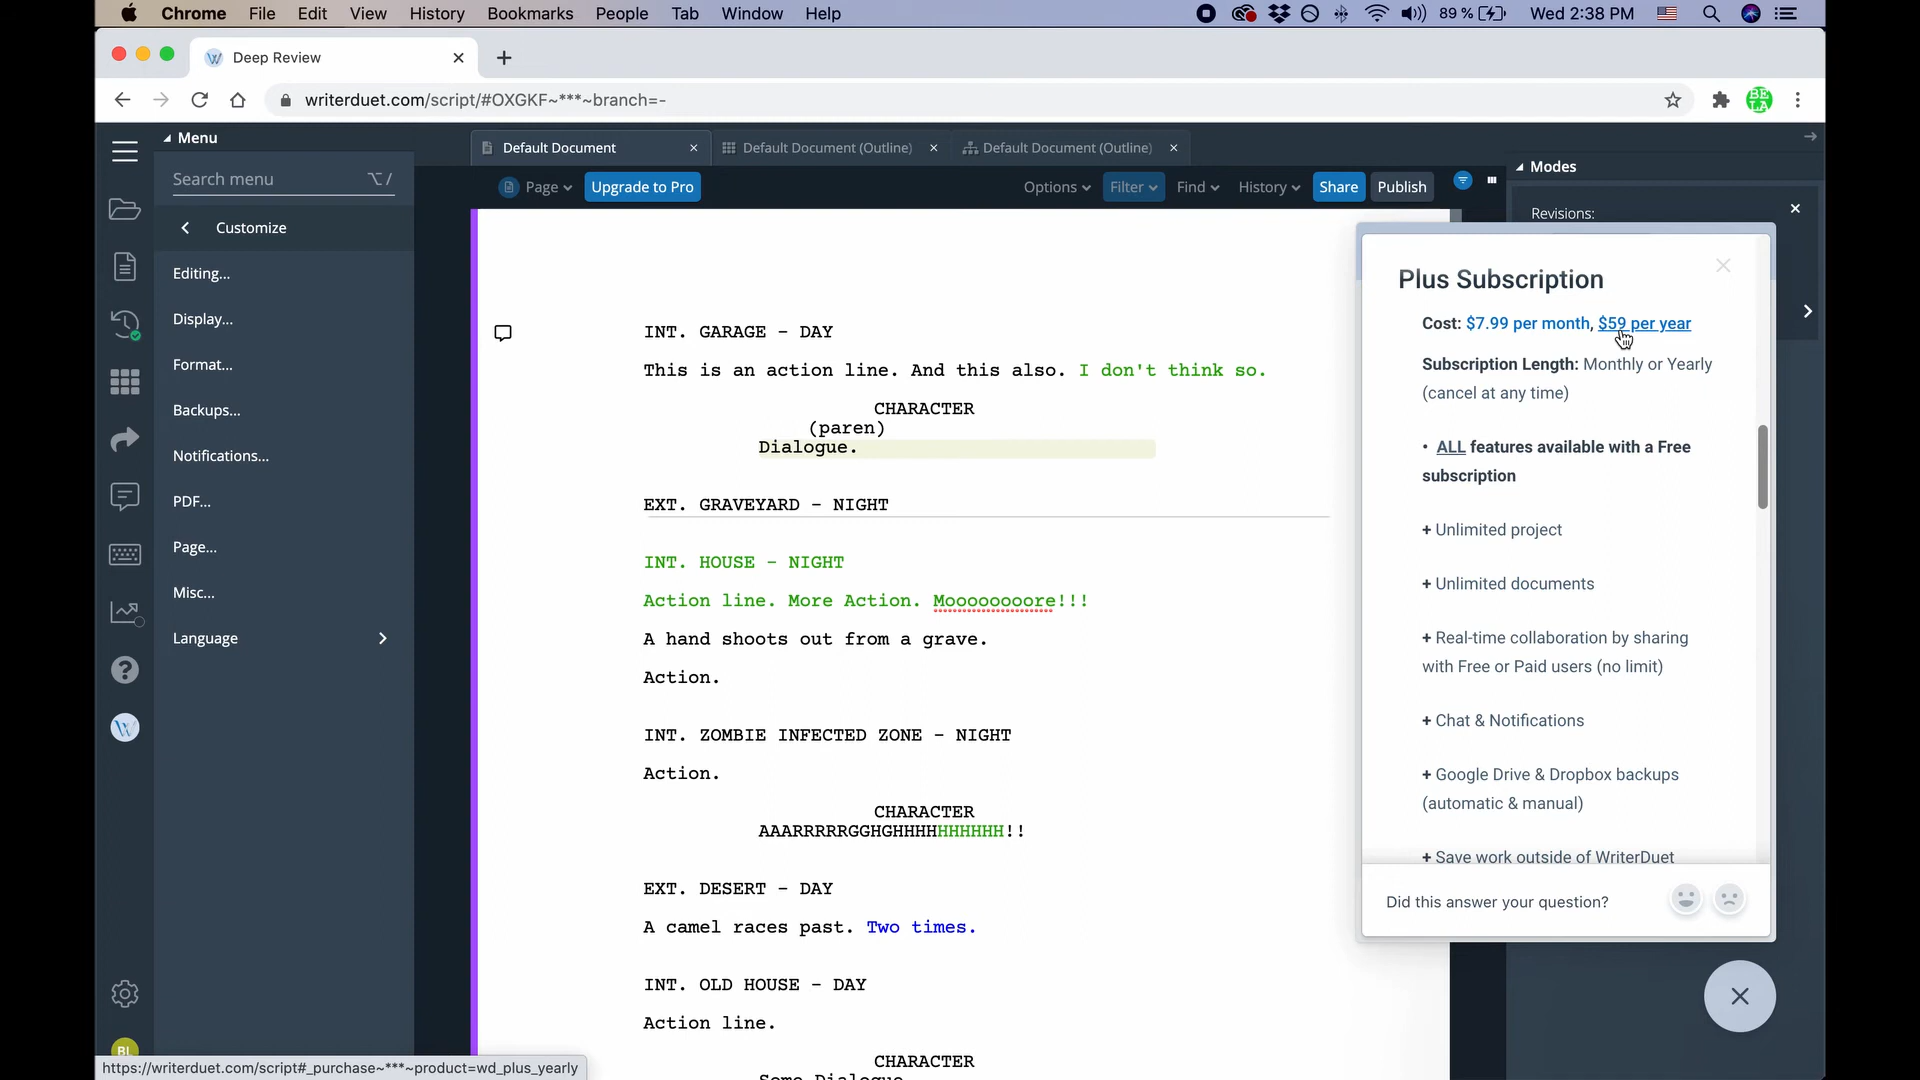 Chrome File Edit View History Bookmarks People Tab Window Help
89 % Wed 2:38 PM
Deep Review
writerduet.com/script/#OXGKF~***~branch=-
Menu
Search menu ⌥ /
Customize
Editing...
Display...
Format...
Backups...
Notifications...
PDF...
Page...
Misc...
Language
BL
Default Document
Default Document (Outline)
Default Document (Outline)
Page Upgrade to Pro Options Filter Find History Share Publish
INT. GARAGE - DAY
This is an action line. And this also. I don't think so.
CHARACTER
(paren)
Dialogue.
EXT. GRAVEYARD - NIGHT
INT. HOUSE - NIGHT
Action line. More Action. Mooooooooore!!!
A hand shoots out from a grave.
Action.
INT. ZOMBIE INFECTED ZONE - NIGHT
Action.
CHARACTER
AAARRRRRGGHGHHHHHHHHHH!!
EXT. DESERT - DAY
A camel races past. Two times.
INT. OLD HOUSE - DAY
Action line.
CHARACTER
Some Dialogue
Modes
Revisions:
Plus Subscription
Cost: $7.99 per month, $59 per year
Subscription Length: Monthly or Yearly
(cancel at any time)
• ALL features available with a Free
subscription
+ Unlimited project
+ Unlimited documents
+ Real-time collaboration by sharing
with Free or Paid users (no limit)
+ Chat & Notifications
+ Google Drive & Dropbox backups
(automatic & manual)
+ Save work outside of WriterDuet
Did this answer your question?
https://writerduet.com/script#_purchase~***~product=wd_plus_yearly